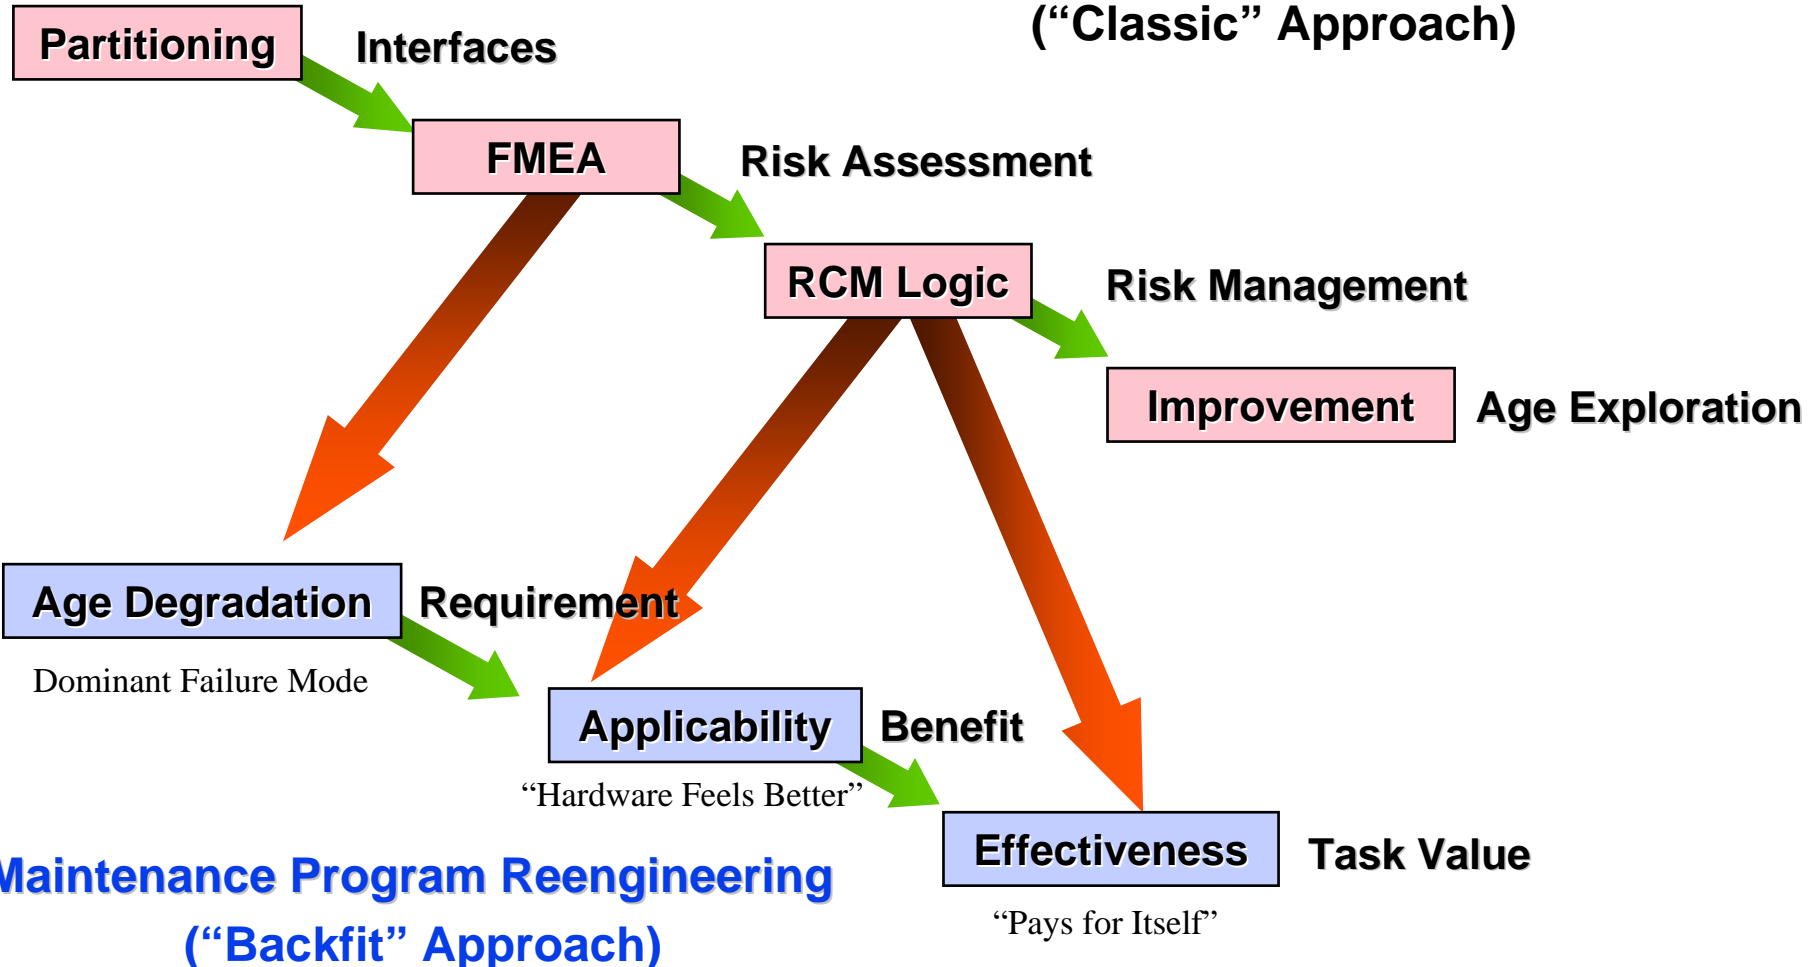 (“Classic” Approach)
Partitioning
Interfaces
FMEA
Risk Assessment
RCM Logic
Risk Management
Improvement
Age Exploration
Age Degradation
Requirement
Dominant Failure Mode
Applicability
Benefit
“Hardware Feels Better”
Effectiveness
Task Value
“Pays for Itself”
Maintenance Program Reengineering
(“Backfit” Approach)